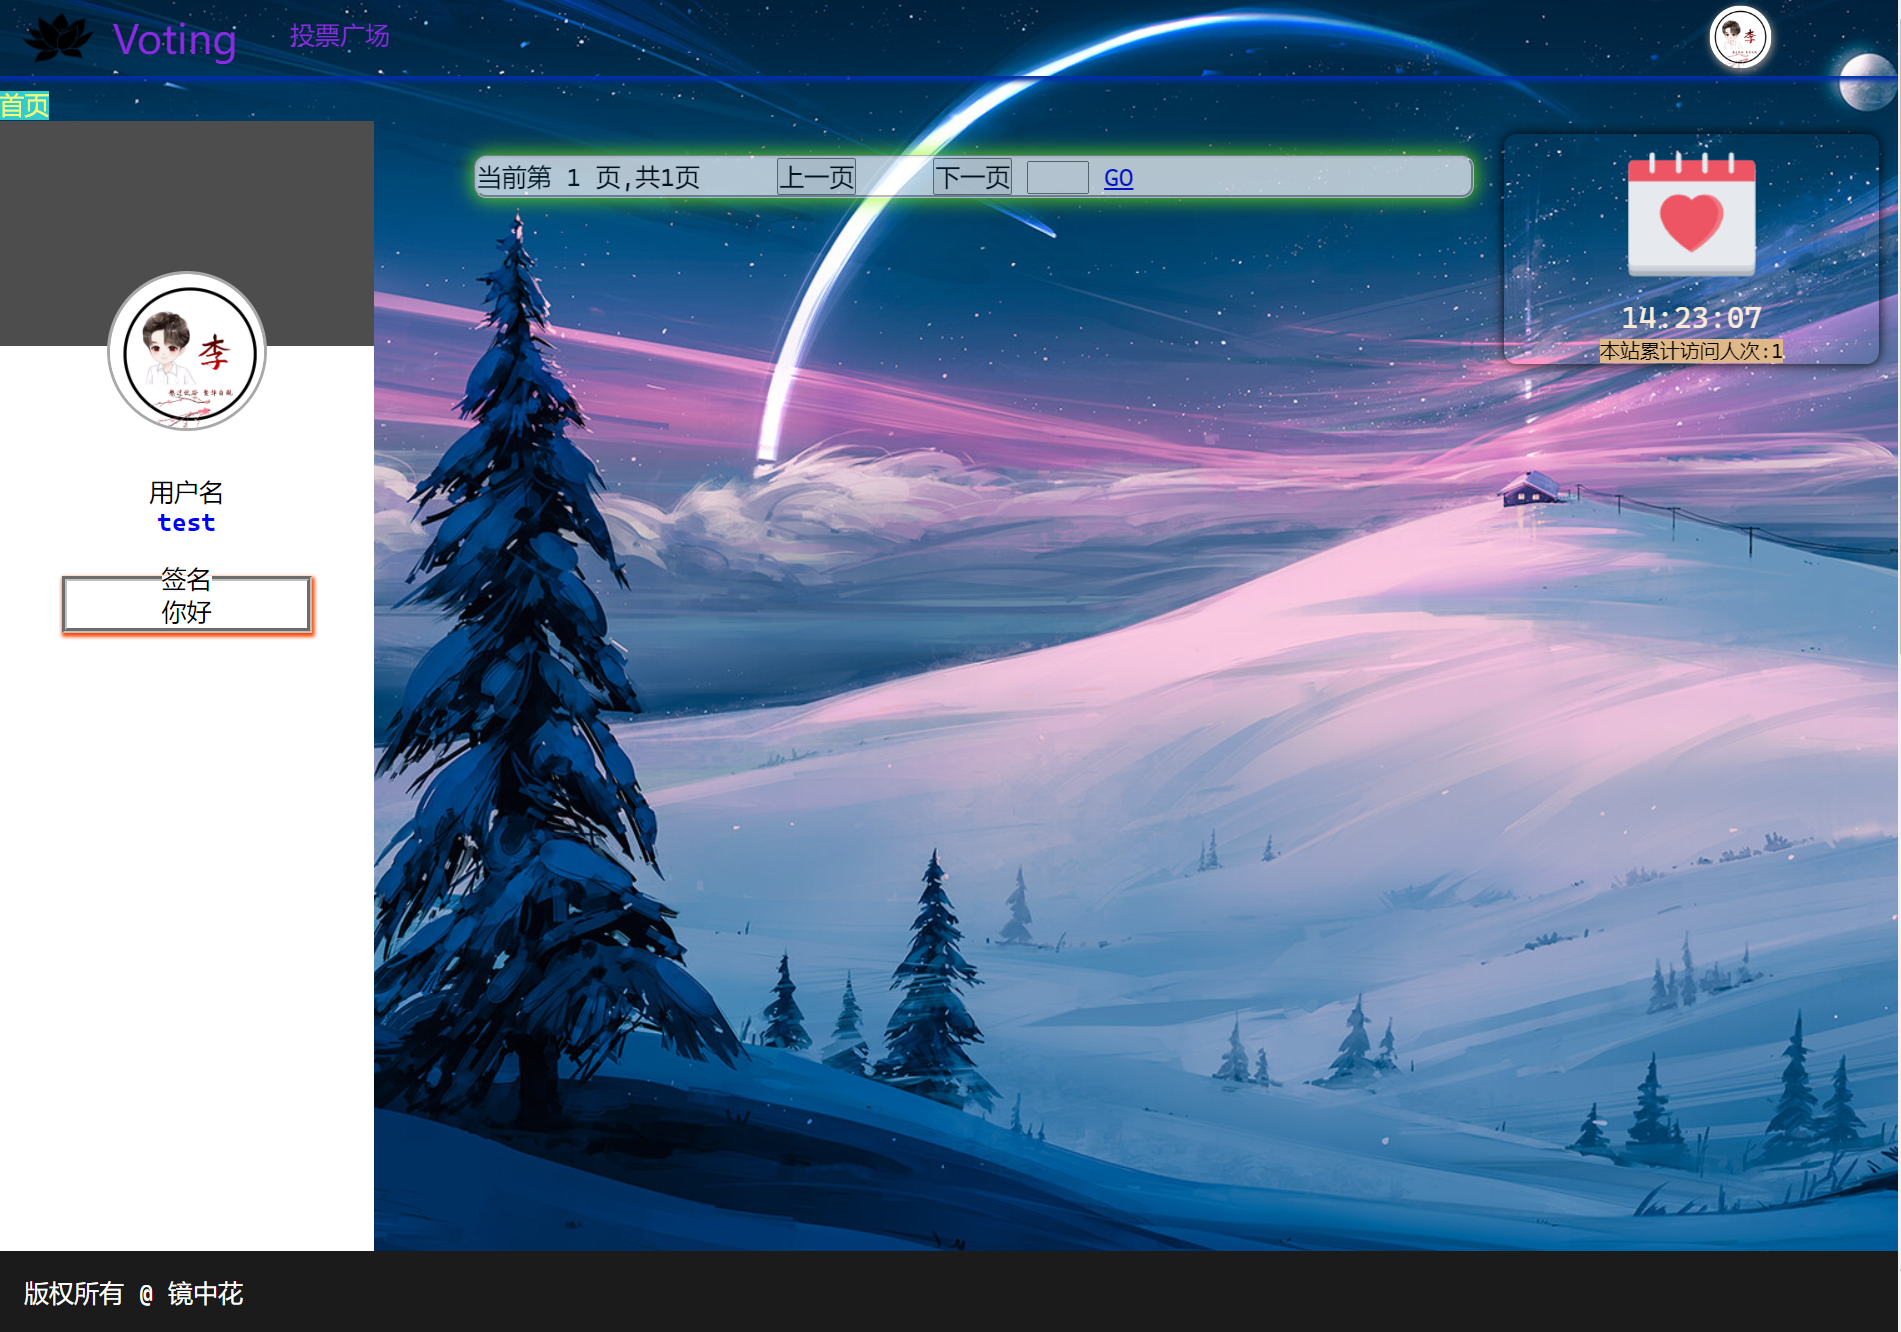 Voting 投票广场
首页
当前第 1 页,共1页 上一页 下一页 GO
14:23:07
本站累计访问人次:1
李
用户名
test
签名
你好
版权所有 @ 镜中花